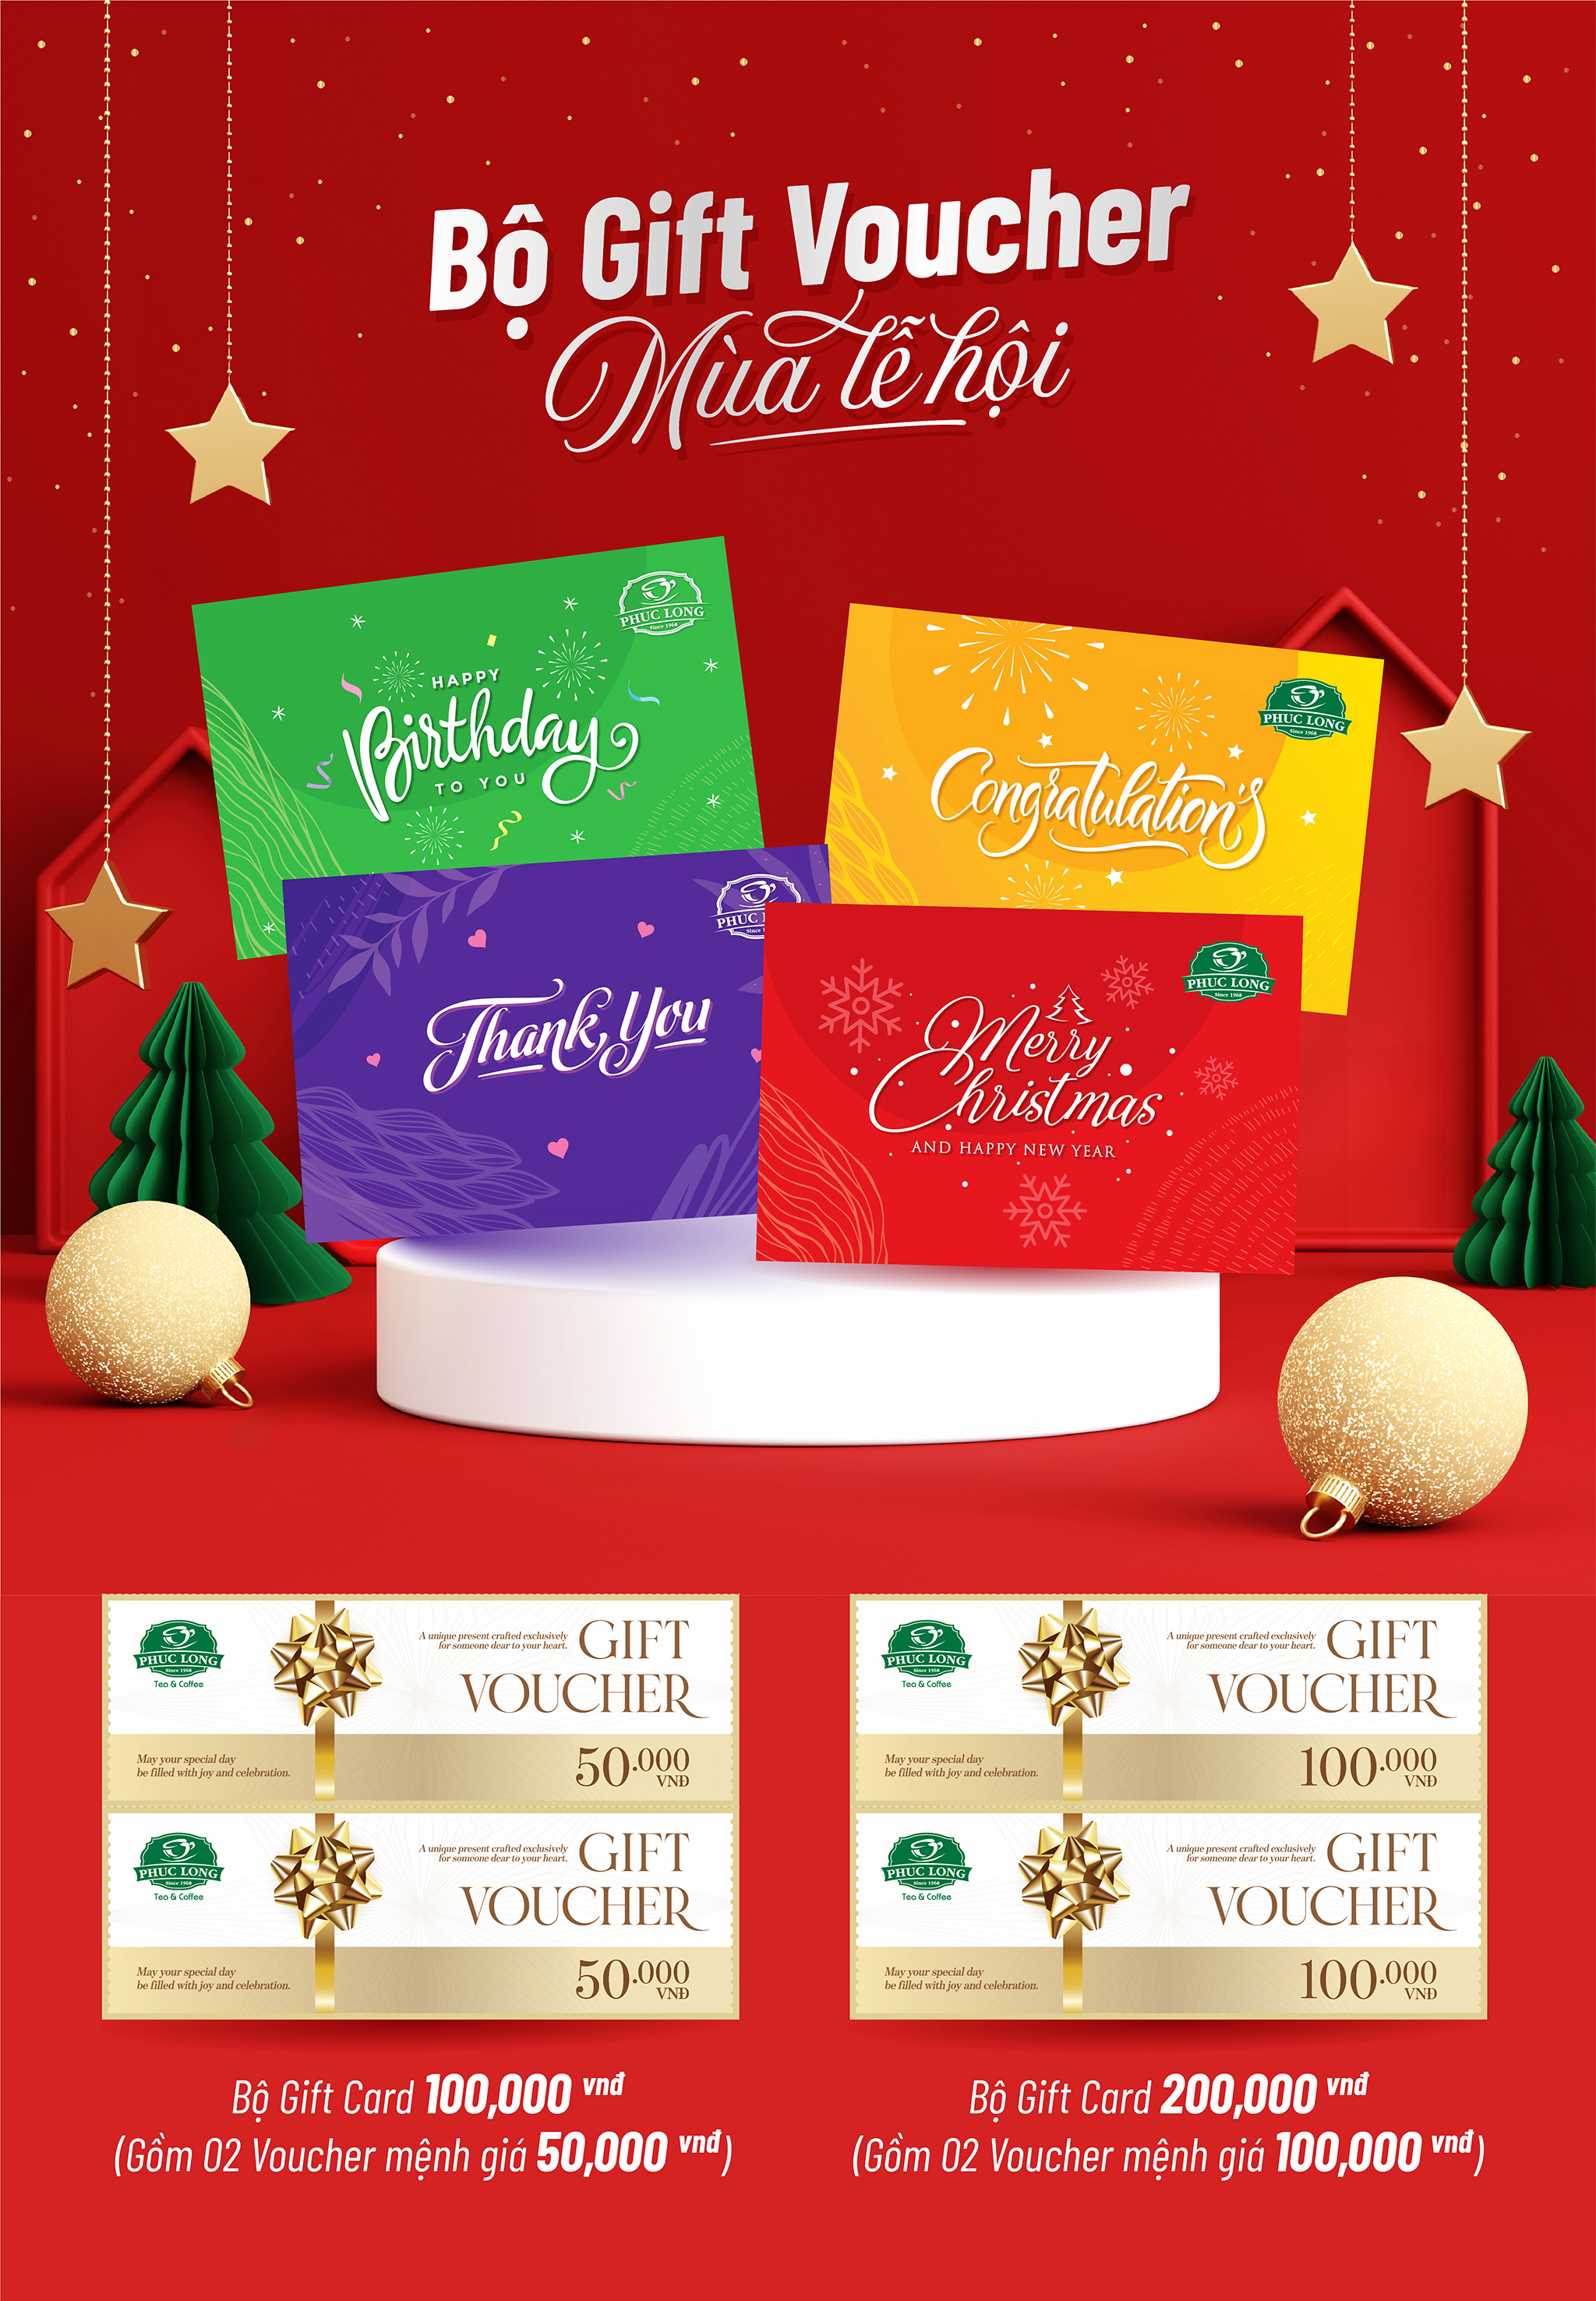 Bộ Gift Voucher
Mùa lễ hội
PHUC LONG
Since 1968
HAPPY
Birthday
TO YOU
PHUC LONG
Since 1968
Congratulation's
PHUC L
Since 1
Thank You
PHUC LONG
Since 1968
Merry
Christmas
AND HAPPY NEW YEAR
PHUC LONG
Since 1968
Tea & Coffee
A unique present crafted exclusively
for someone dear to your heart.
GIFT
VOUCHER
May your special day
be filled with joy and celebration.
50.000
VNĐ
PHUC LONG
Since 1968
Tea & Coffee
A unique present crafted exclusively
for someone dear to your heart.
GIFT
VOUCHER
May your special day
be filled with joy and celebration.
50.000
VNĐ
Bộ Gift Card 100,000 vnđ
(Gồm 02 Voucher mệnh giá 50,000 vnđ)
PHUC LONG
Since 1968
Tea & Coffee
A unique present crafted exclusively
for someone dear to your heart.
GIFT
VOUCHER
May your special day
be filled with joy and celebration.
100.000
VNĐ
PHUC LONG
Since 1968
Tea & Coffee
A unique present crafted exclusively
for someone dear to your heart.
GIFT
VOUCHER
May your special day
be filled with joy and celebration.
100.000
VNĐ
Bộ Gift Card 200,000 vnđ
(Gồm 02 Voucher mệnh giá 100,000 vnđ)